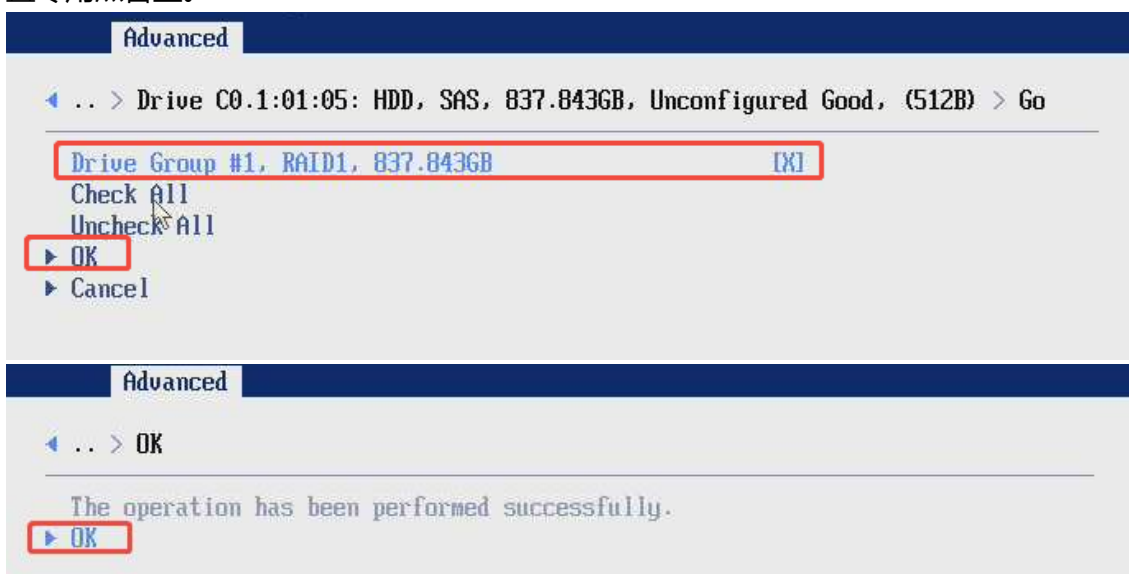 Advanced
.. > Drive C0.1:01:05: HDD, SAS, 837.843GB, Unconfigured Good, (512B) > Go
Drive Group #1, RAID1, 837.843GB [X]
Check All
Uncheck All
OK
Cancel
Advanced
.. > OK
The operation has been performed successfully.
OK